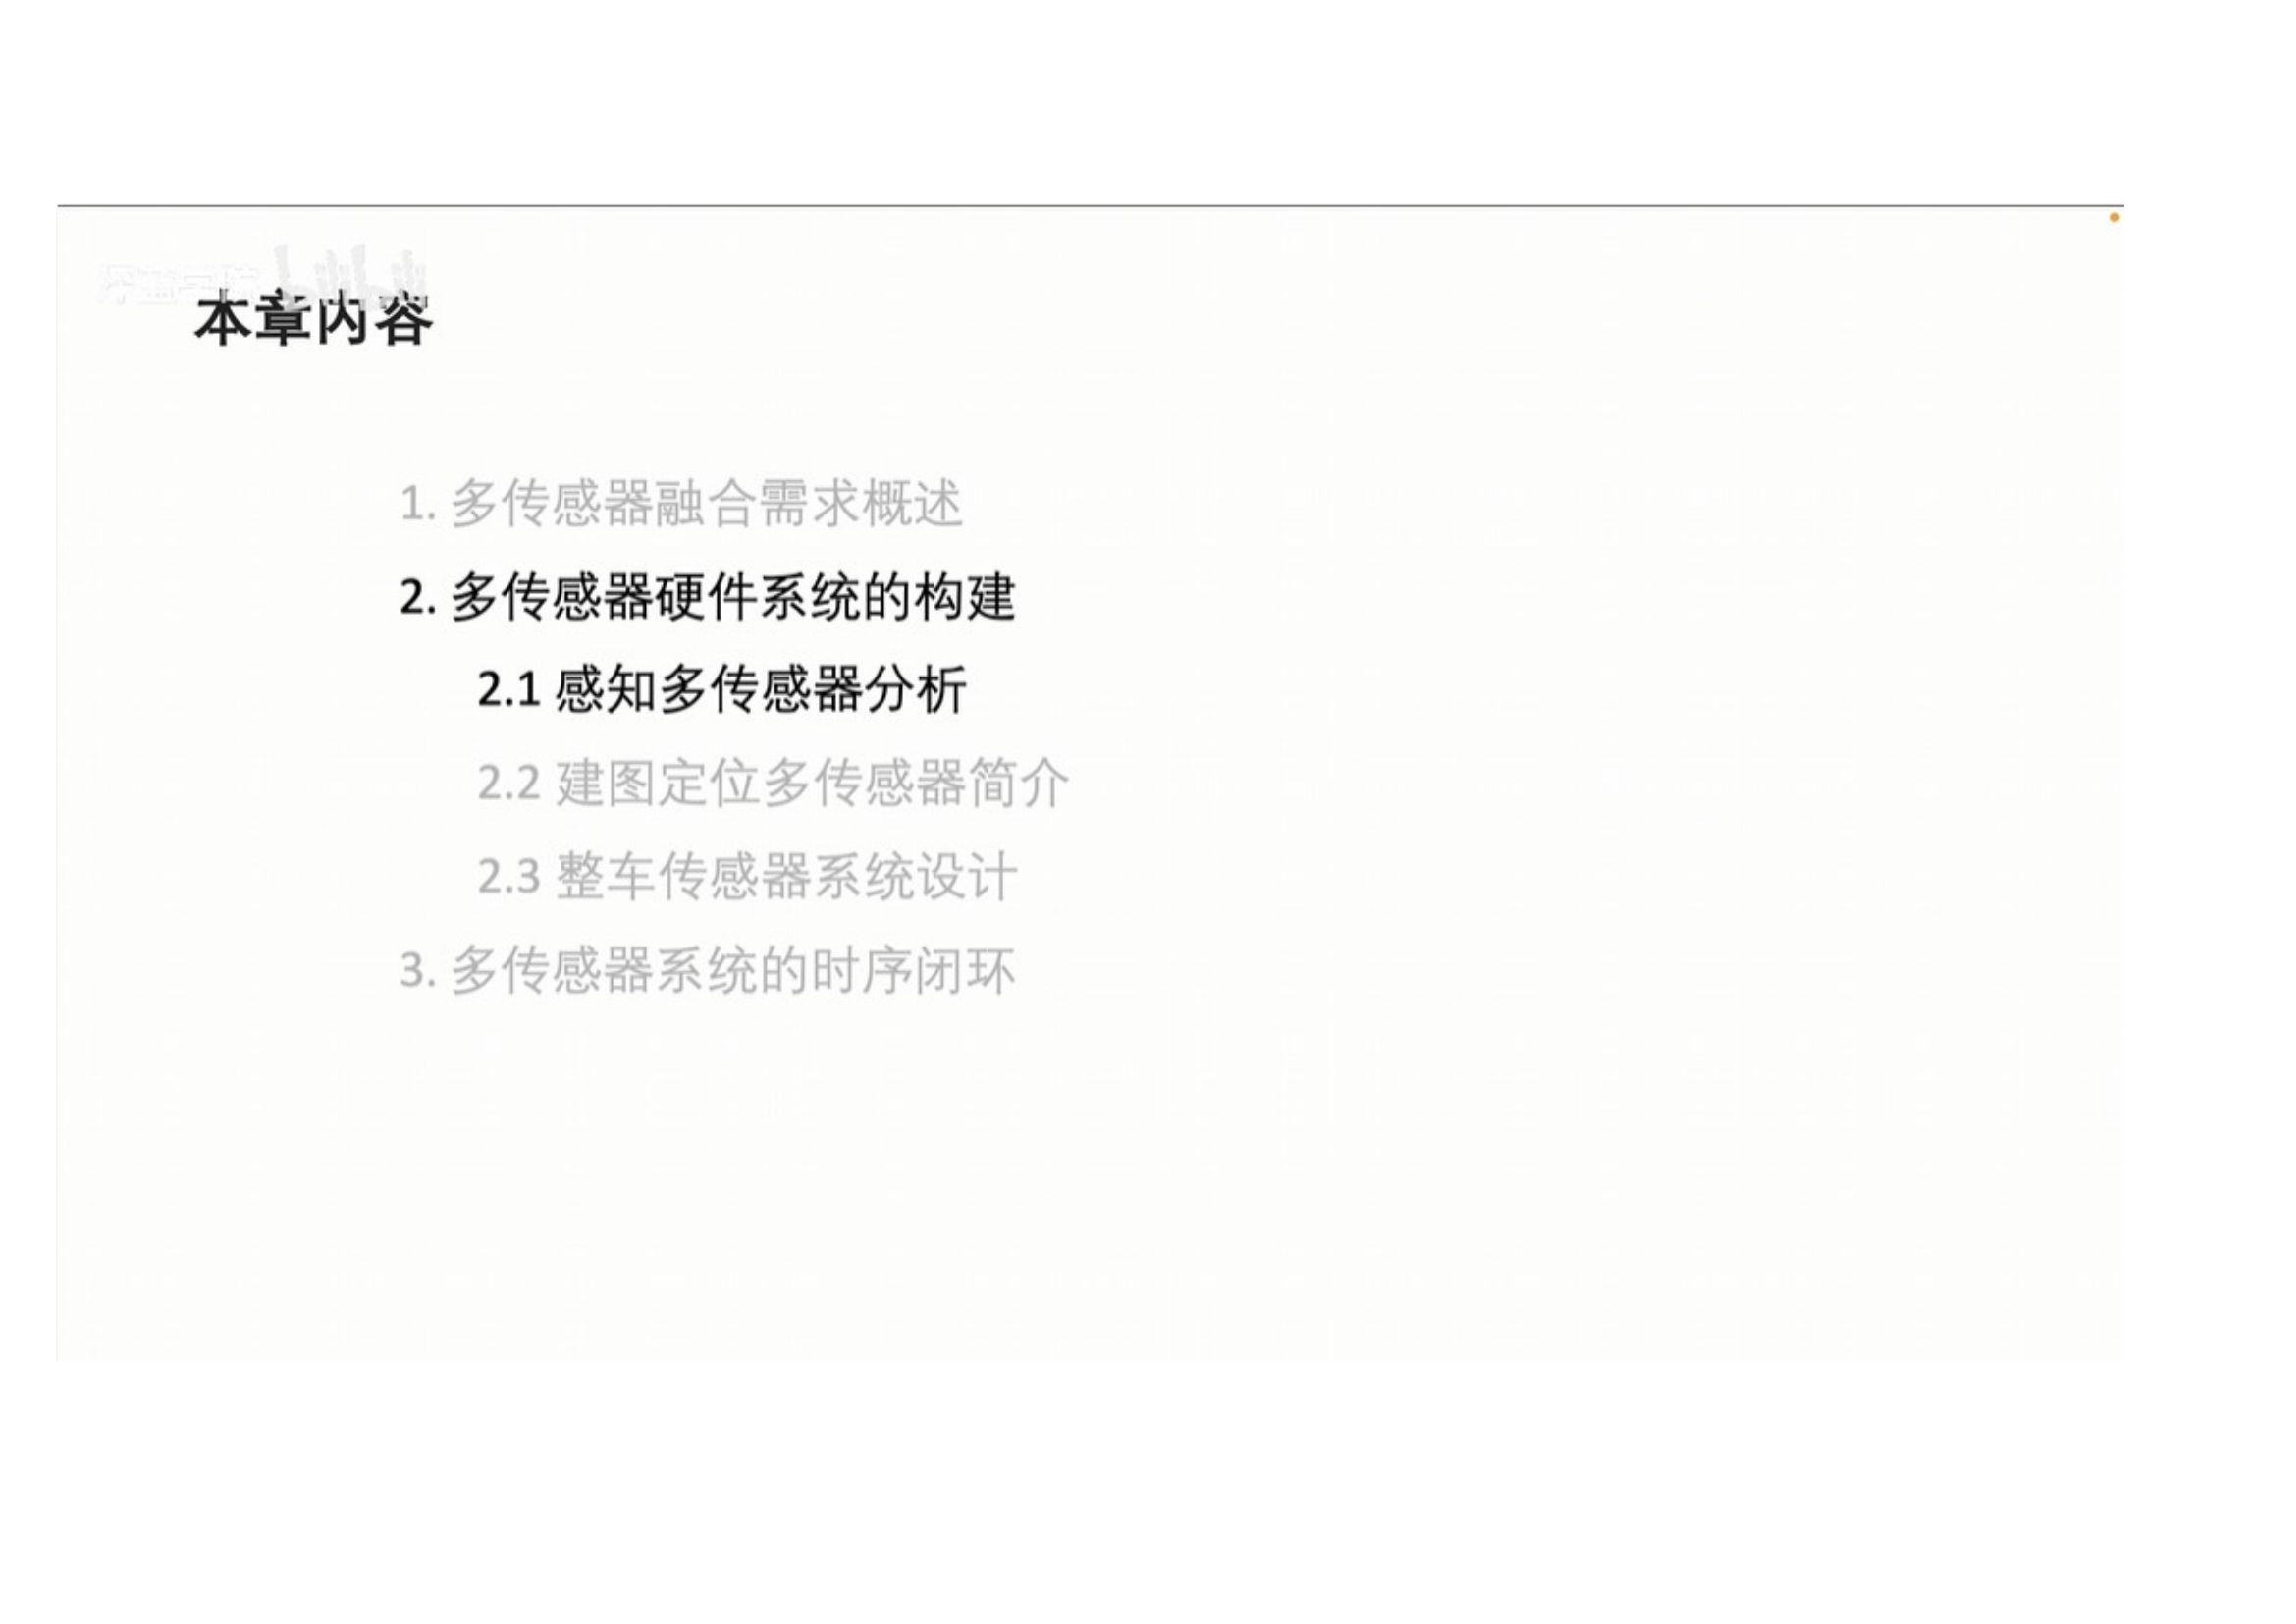 本章内容
1. 多传感器融合需求概述
2. 多传感器硬件系统的构建
2.1 感知多传感器分析
2.2 建图定位多传感器简介
2.3 整车传感器系统设计
3. 多传感器系统的时序闭环